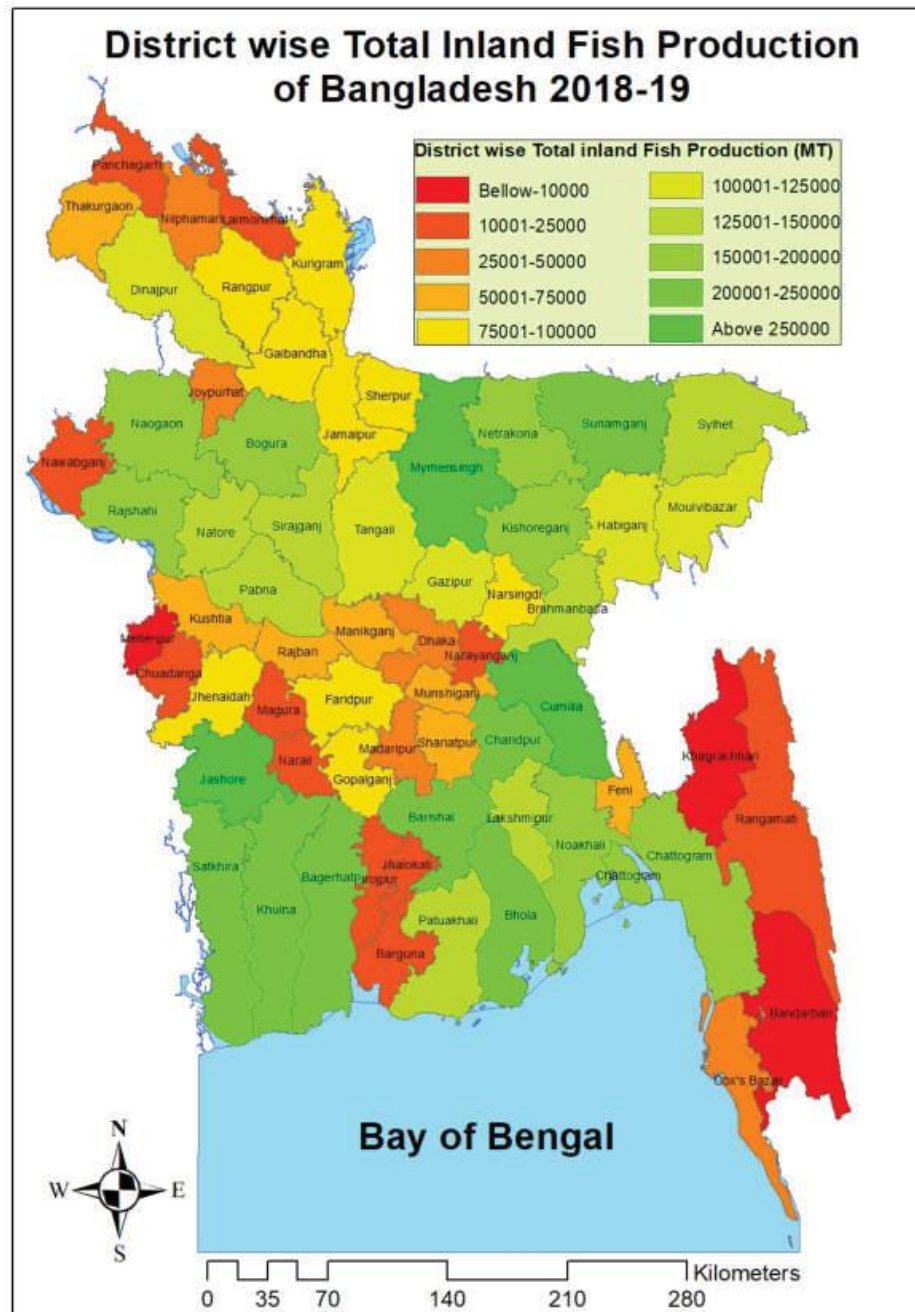 District wise Total Inland Fish Production
of Bangladesh 2018-19
District wise Total inland Fish Production (MT)
Bellow-10000
10001-25000
25001-50000
50001-75000
75001-100000
100001-125000
125001-150000
150001-200000
200001-250000
Above 250000
Panchagarh
Thakurgaon
Nilphamari
Lalmonirhat
Kurigram
Rangpur
Dinajpur
Gaibandha
Joypurhat
Sherpur
Naogaon
Bogura
Jamalpur
Netrakona
Sunamganj
Sylhet
Nawabganj
Mymensingh
Rajshahi
Natore
Sirajganj
Tangail
Kishoreganj
Habiganj
Moulvibazar
Pabna
Gazipur
Narsingdi
Brahmanbaria
Kushtia
Manikganj
Dhaka
Meherpur
Rajbari
Narayanganj
Chuadanga
Jhenaidah
Faridpur
Munshiganj
Magura
Cumilla
Madaripur
Shariatpur
Chandpur
Khagrachhari
Narail
Gopalganj
Jashore
Feni
Rangamati
Barishal
Lakshmipur
Noakhali
Chattogram
Satkhira
Bagerhat
Jhalokati
Pirojpur
Chattogram
Khulna
Patuakhali
Bhola
Barguna
Bandarban
Cox's Bazar
Bay of Bengal
N
W
E
S
Kilometers
0 35 70 140 210 280